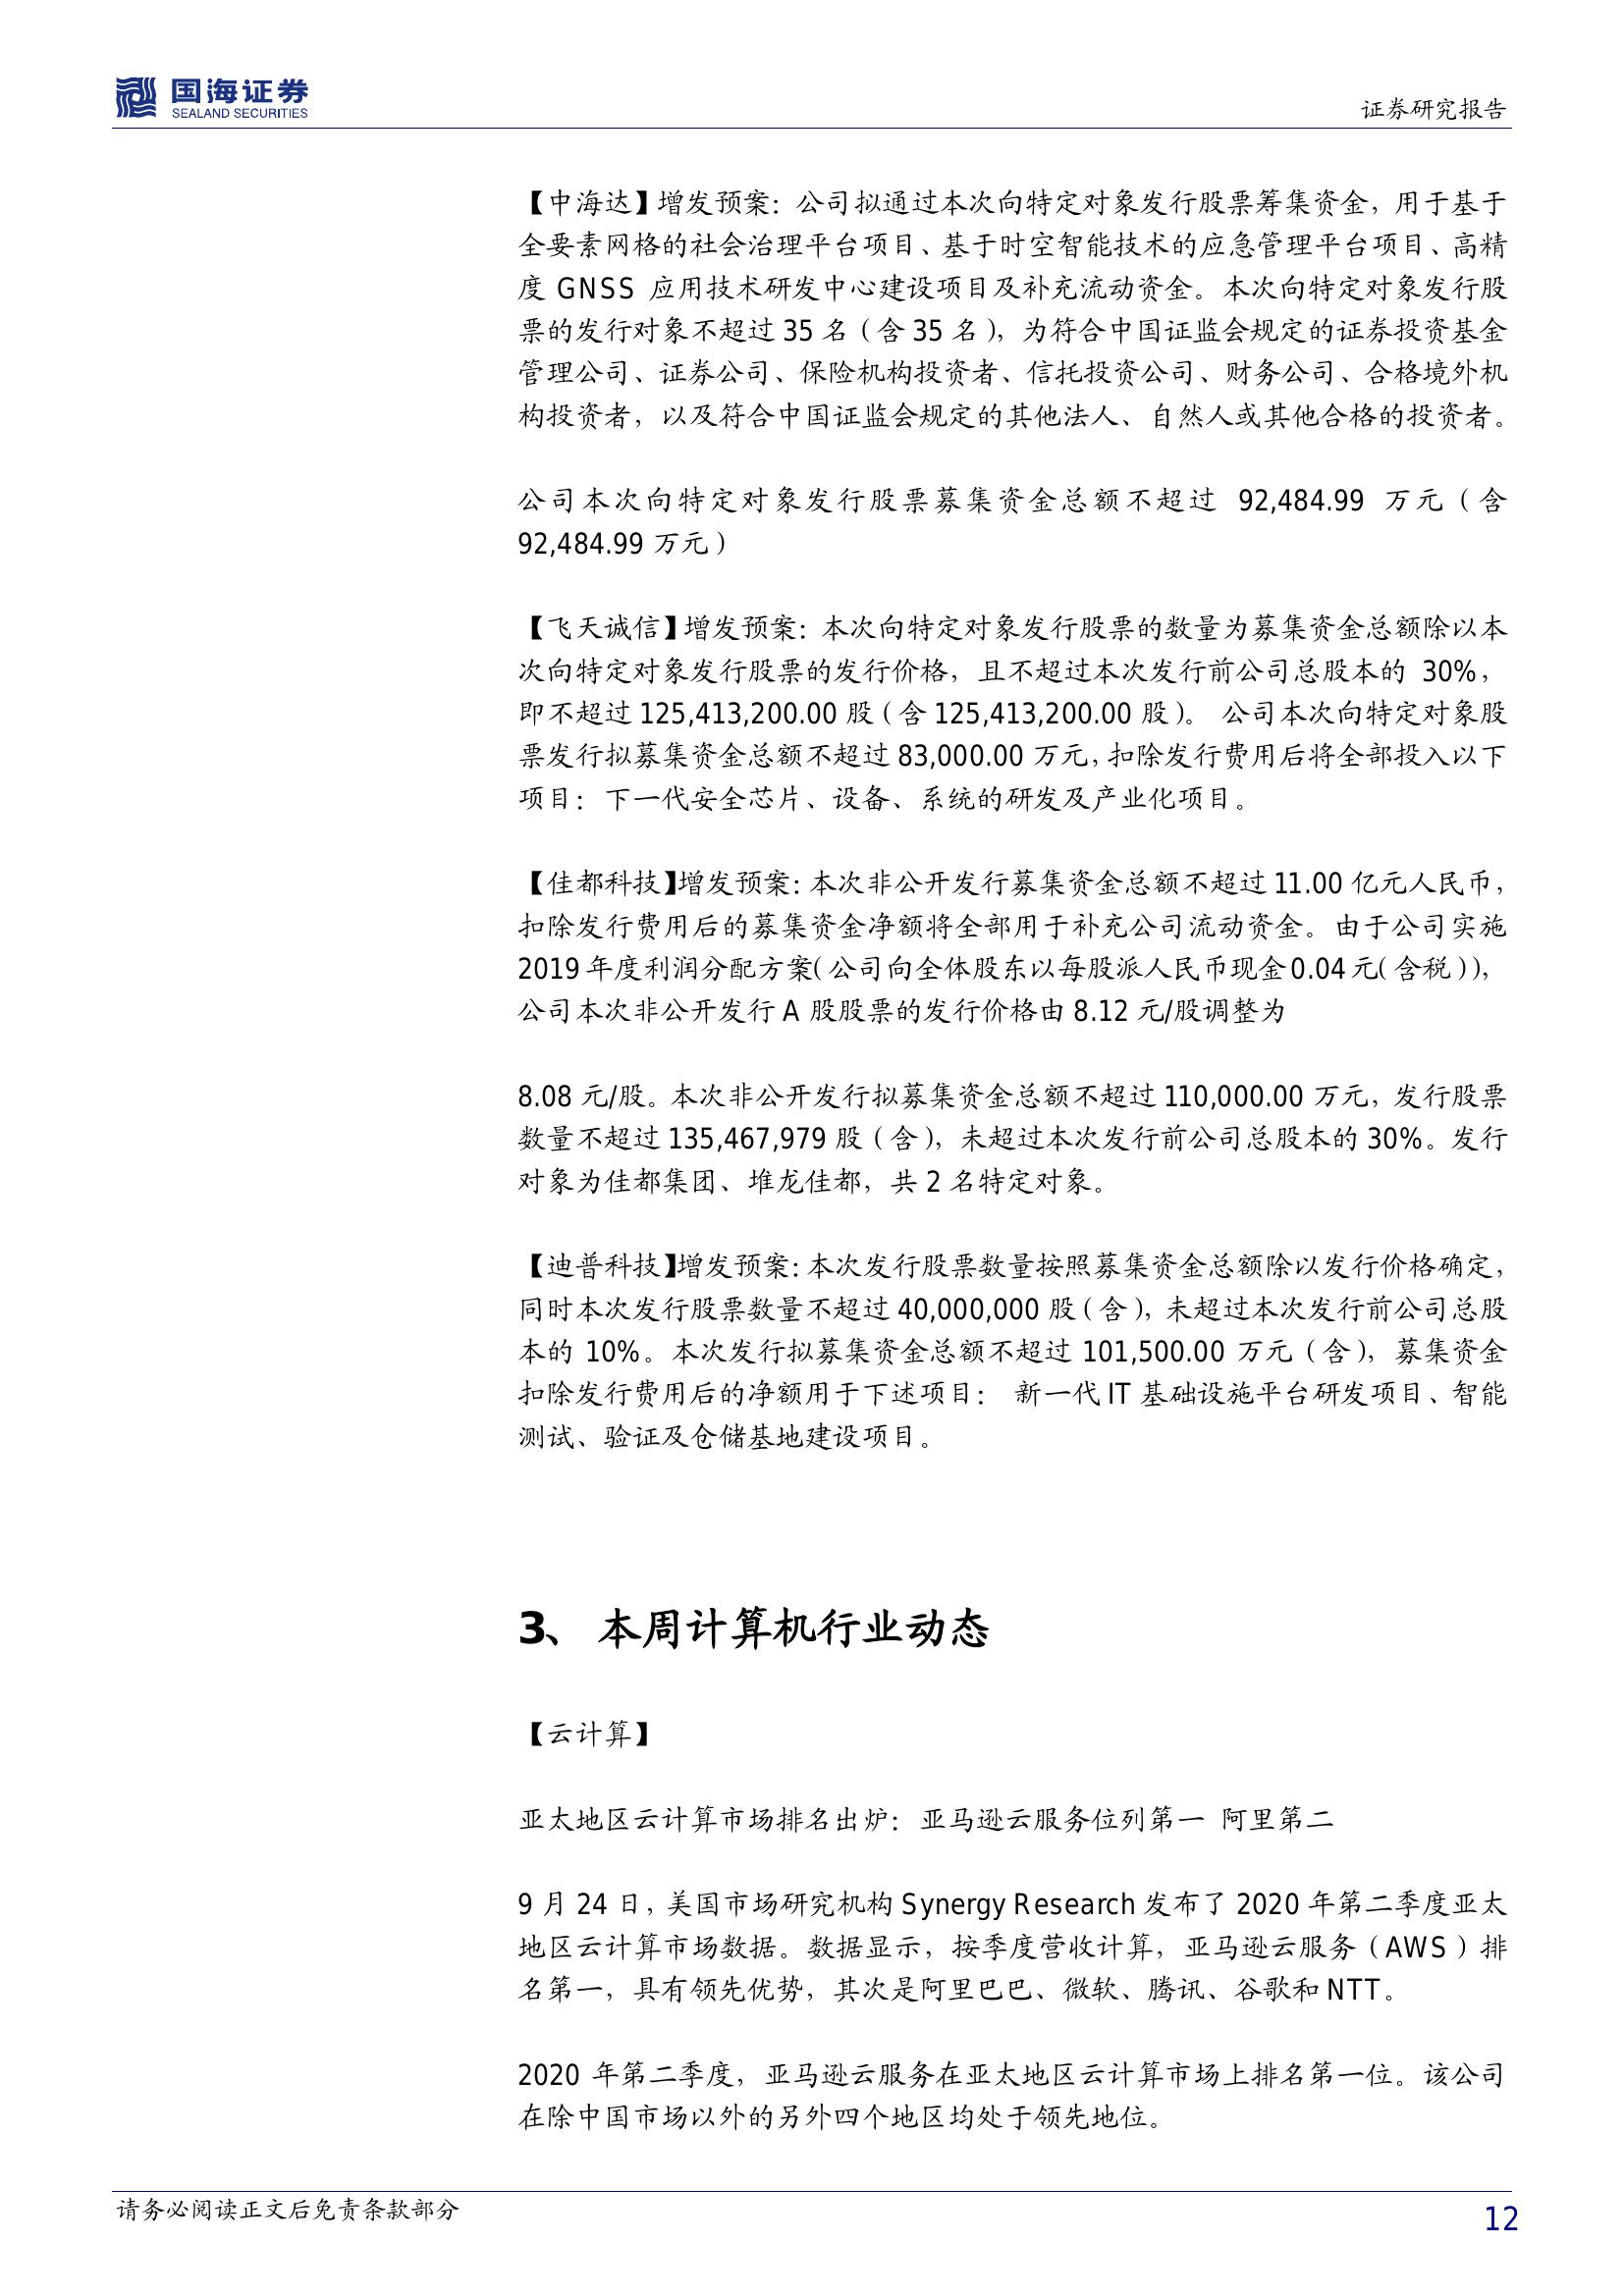 国海证券
SEALAND SECURITIES
证券研究报告
【中海达】增发预案：公司拟通过本次向特定对象发行股票筹集资金，用于基于
全要素网格的社会治理平台项目、基于时空智能技术的应急管理平台项目、高精
度 GNSS 应用技术研发中心建设项目及补充流动资金。本次向特定对象发行股
票的发行对象不超过 35 名（含 35 名），为符合中国证监会规定的证券投资基金
管理公司、证券公司、保险机构投资者、信托投资公司、财务公司、合格境外机
构投资者，以及符合中国证监会规定的其他法人、自然人或其他合格的投资者。
公司本次向特定对象发行股票募集资金总额不超过 92,484.99 万元（含
92,484.99 万元）
【飞天诚信】增发预案：本次向特定对象发行股票的数量为募集资金总额除以本
次向特定对象发行股票的发行价格，且不超过本次发行前公司总股本的 30%，
即不超过 125,413,200.00 股（含 125,413,200.00 股）。 公司本次向特定对象股
票发行拟募集资金总额不超过 83,000.00 万元，扣除发行费用后将全部投入以下
项目：下一代安全芯片、设备、系统的研发及产业化项目。
【佳都科技】增发预案：本次非公开发行募集资金总额不超过 11.00 亿元人民币，
扣除发行费用后的募集资金净额将全部用于补充公司流动资金。由于公司实施
2019 年度利润分配方案（公司向全体股东以每股派人民币现金 0.04 元（含税）），
公司本次非公开发行 A 股股票的发行价格由 8.12 元/股调整为
8.08 元/股。本次非公开发行拟募集资金总额不超过 110,000.00 万元，发行股票
数量不超过 135,467,979 股（含），未超过本次发行前公司总股本的 30%。发行
对象为佳都集团、堆龙佳都，共 2 名特定对象。
【迪普科技】增发预案：本次发行股票数量按照募集资金总额除以发行价格确定，
同时本次发行股票数量不超过 40,000,000 股（含），未超过本次发行前公司总股
本的 10%。本次发行拟募集资金总额不超过 101,500.00 万元（含），募集资金
扣除发行费用后的净额用于下述项目： 新一代 IT 基础设施平台研发项目、智能
测试、验证及仓储基地建设项目。
3、 本周计算机行业动态
【云计算】
亚太地区云计算市场排名出炉：亚马逊云服务位列第一 阿里第二
9 月 24 日，美国市场研究机构 Synergy Research 发布了 2020 年第二季度亚太
地区云计算市场数据。数据显示，按季度营收计算，亚马逊云服务（AWS）排
名第一，具有领先优势，其次是阿里巴巴、微软、腾讯、谷歌和 NTT。
2020 年第二季度，亚马逊云服务在亚太地区云计算市场上排名第一位。该公司
在除中国市场以外的另外四个地区均处于领先地位。
请务必阅读正文后免责条款部分
12